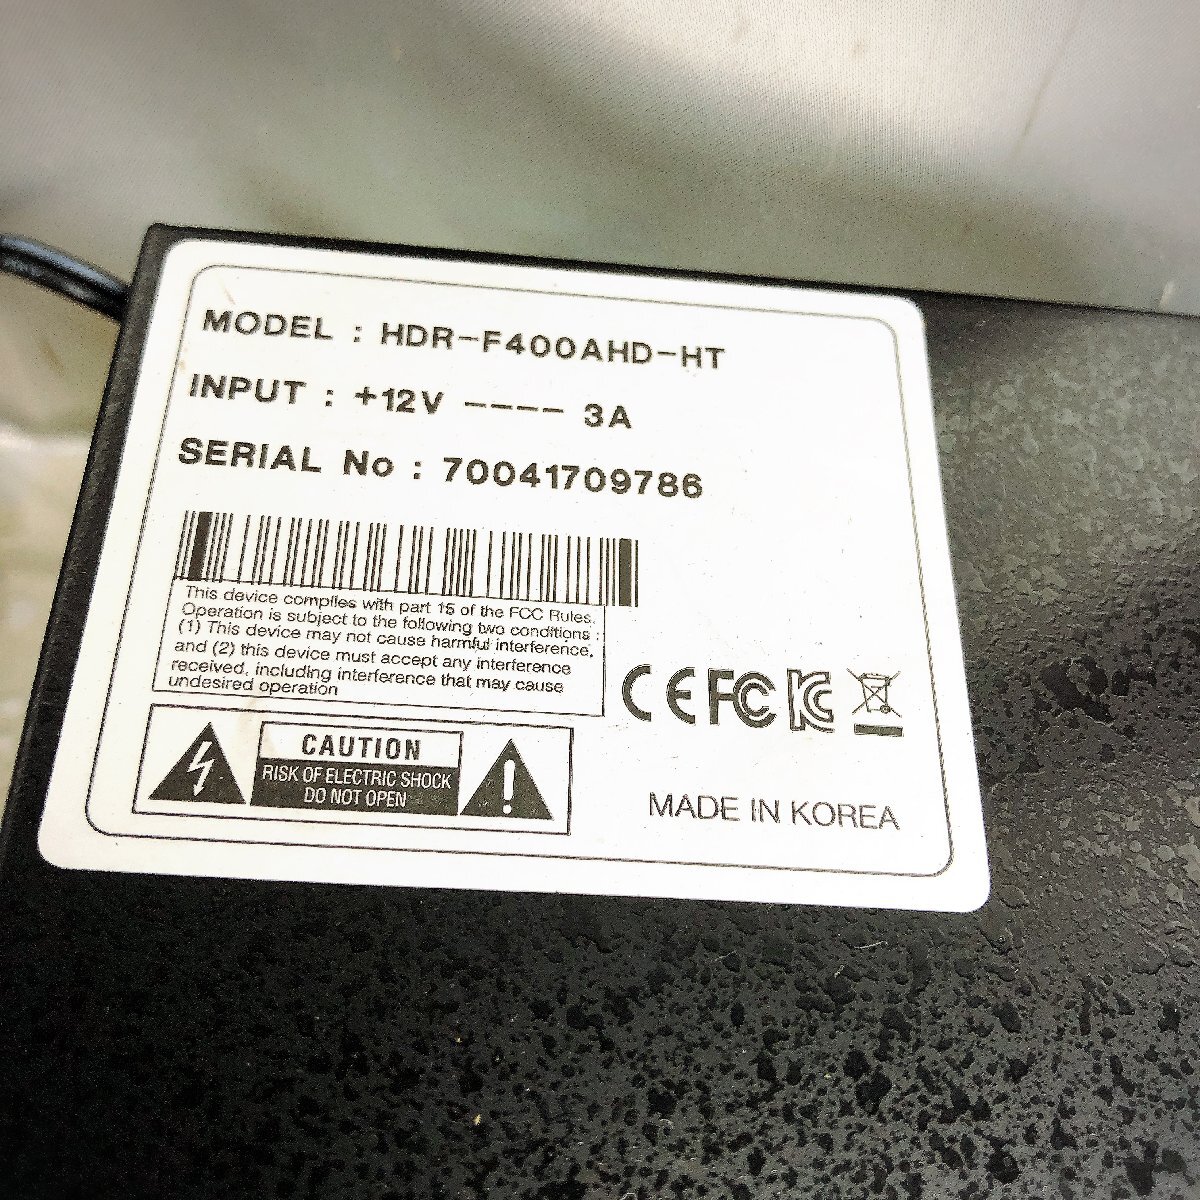 MODEL : HDR-F400AHD-HT
INPUT : +12V ---- 3A
SERIAL No : 70041709786
This device complies with part 15 of the FCC Rules.
Operation is subject to the following two conditions :
(1) This device may not cause harmful interference,
and (2) this device must accept any interference
received, including interference that may cause
undesired operation
CE FC KC
CAUTION
RISK OF ELECTRIC SHOCK
DO NOT OPEN
MADE IN KOREA